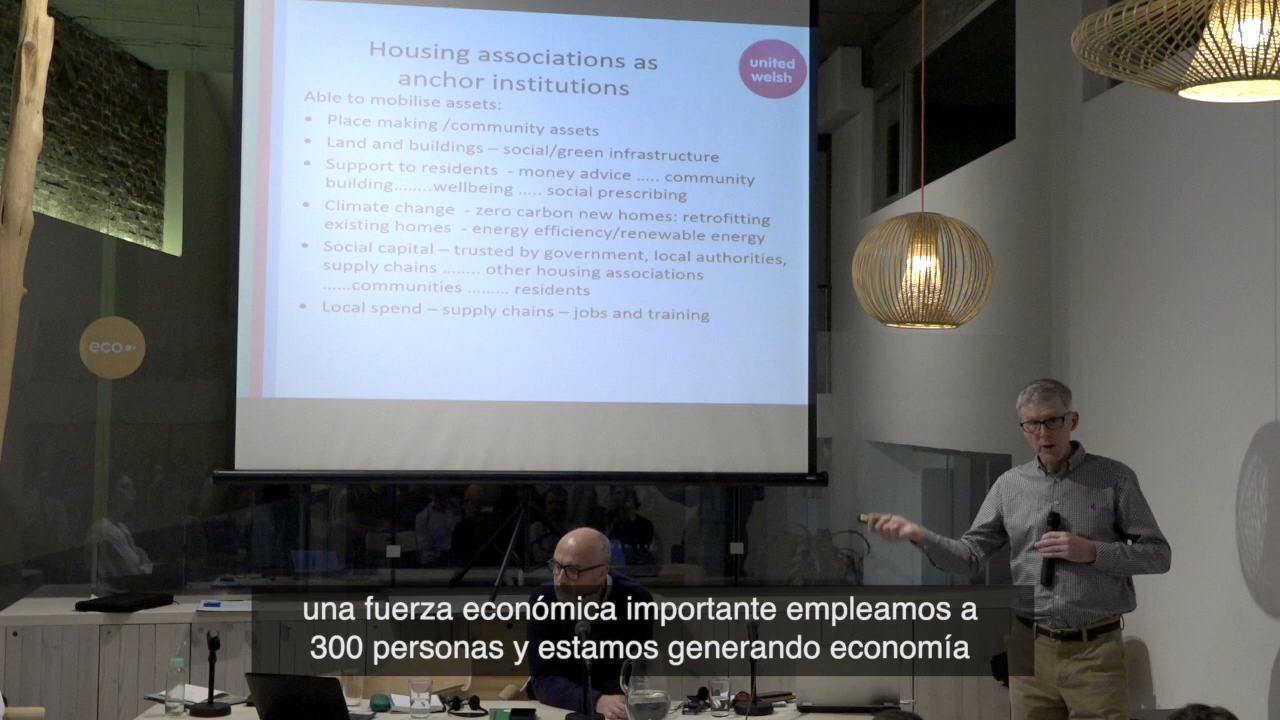 Housing associations as
anchor institutions
united
welsh
Able to mobilise assets:
• Place making /community assets
• Land and buildings – social/green infrastructure
• Support to residents - money advice ..... community
building........wellbeing ..... social prescribing
• Climate change - zero carbon new homes: retrofitting
existing homes - energy efficiency/renewable energy
• Social capital – trusted by government, local authorities,
supply chains ........ other housing associations
......communities ......... residents
• Local spend – supply chains – jobs and training
eco
una fuerza económica importante empleamos a
300 personas y estamos generando economía